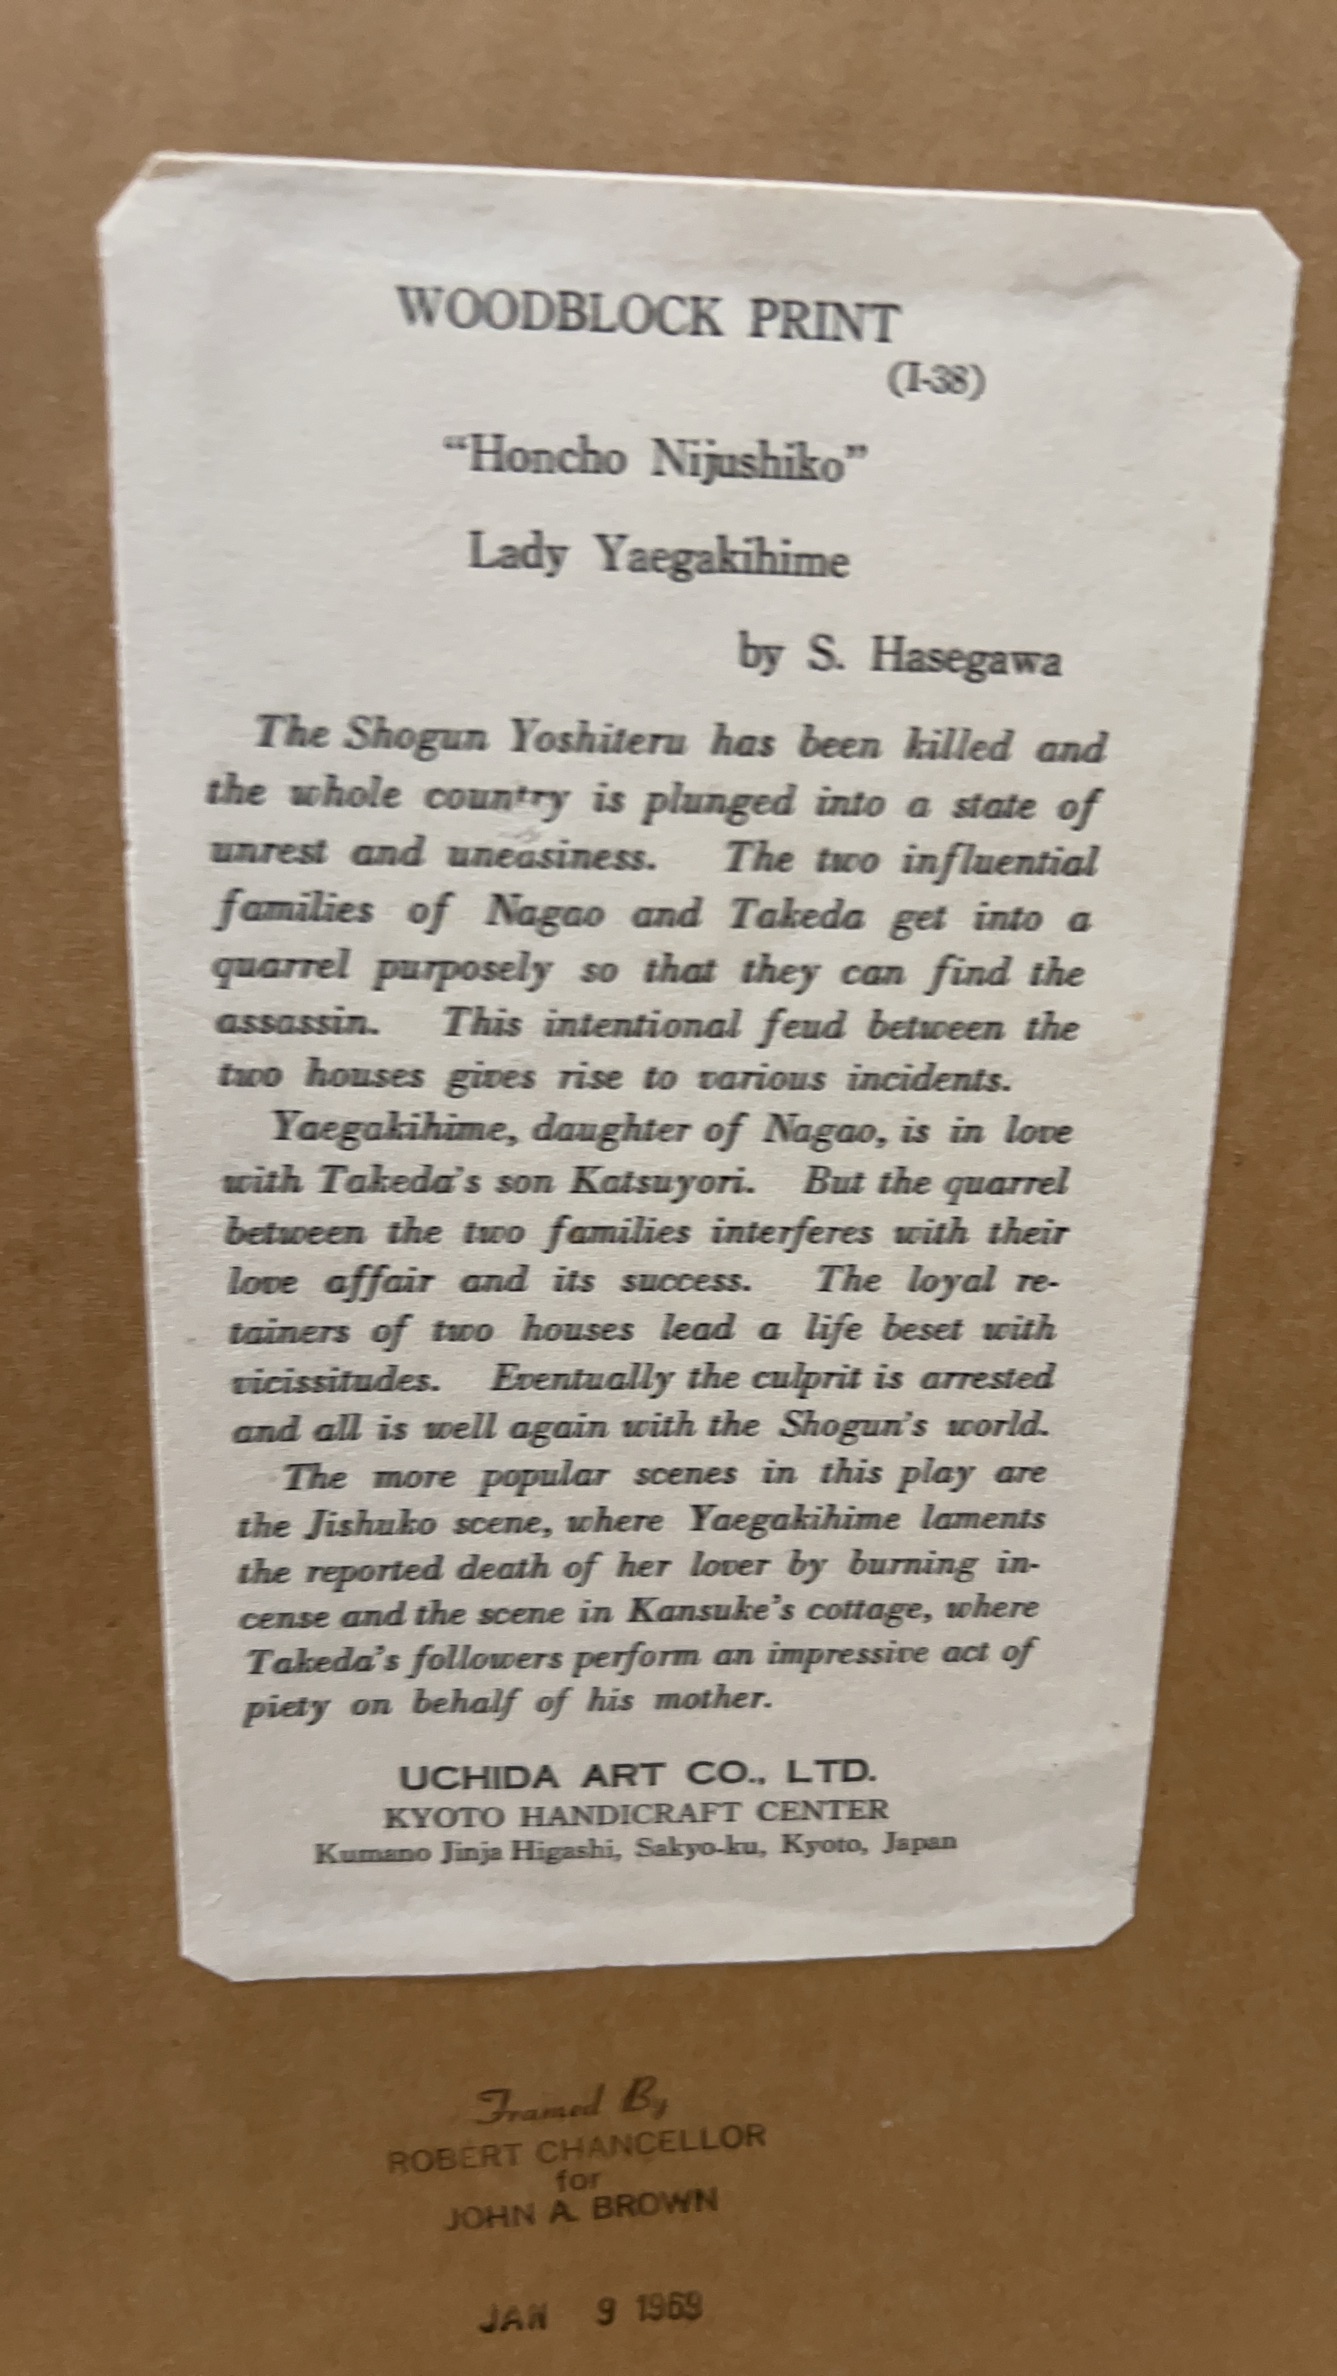 WOODBLOCK PRINT
(I-38)
“Honcho Nijushiko”
Lady Yaegakihime
by S. Hasegawa
The Shogun Yoshiteru has been killed and
the whole country is plunged into a state of
unrest and uneasiness. The two influential
families of Nagao and Takeda get into a
quarrel purposely so that they can find the
assassin. This intentional feud between the
two houses gives rise to various incidents.
Yaegakihime, daughter of Nagao, is in love
with Takeda’s son Katsuyori. But the quarrel
between the two families interferes with their
love affair and its success. The loyal re-
tainers of two houses lead a life beset with
vicissitudes. Eventually the culprit is arrested
and all is well again with the Shogun’s world.
The more popular scenes in this play are
the Jishuko scene, where Yaegakihime laments
the reported death of her lover by burning in-
cense and the scene in Kansuke’s cottage, where
Takeda’s followers perform an impressive act of
piety on behalf of his mother.
UCHIDA ART CO., LTD.
KYOTO HANDICRAFT CENTER
Kumano Jinja Higashi, Sakyo-ku, Kyoto, Japan
Framed By
ROBERT CHANCELLOR
for
JOHN A. BROWN
JAN 9 1969